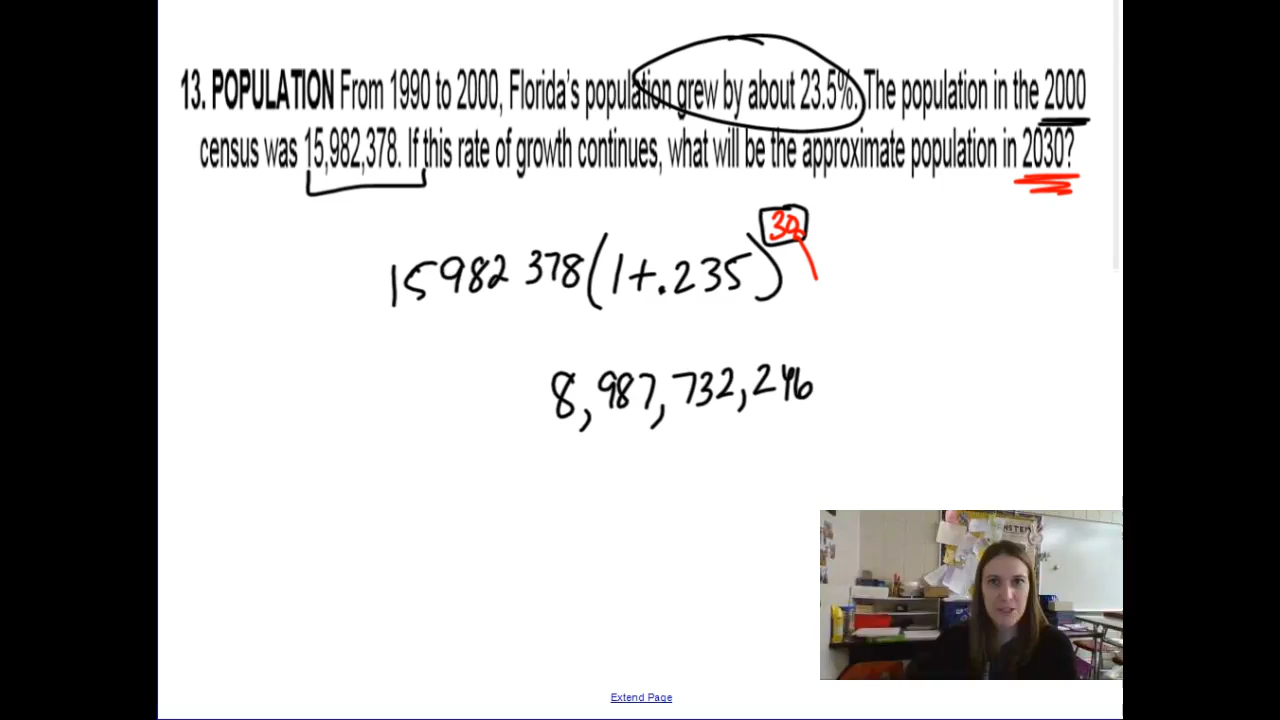 13. POPULATION From 1990 to 2000, Florida's population grew by about 23.5%. The population in the 2000
census was 15,982,378. If this rate of growth continues, what will be the approximate population in 2030?
15982 378(1+.235)^30
8,987,732,246
Extend Page